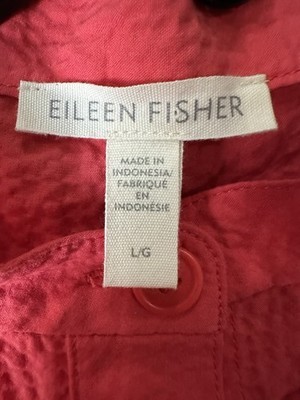 EILEEN FISHER
MADE IN
INDONESIA/
FABRIQUÉ
EN
INDONÉSIE
L/G